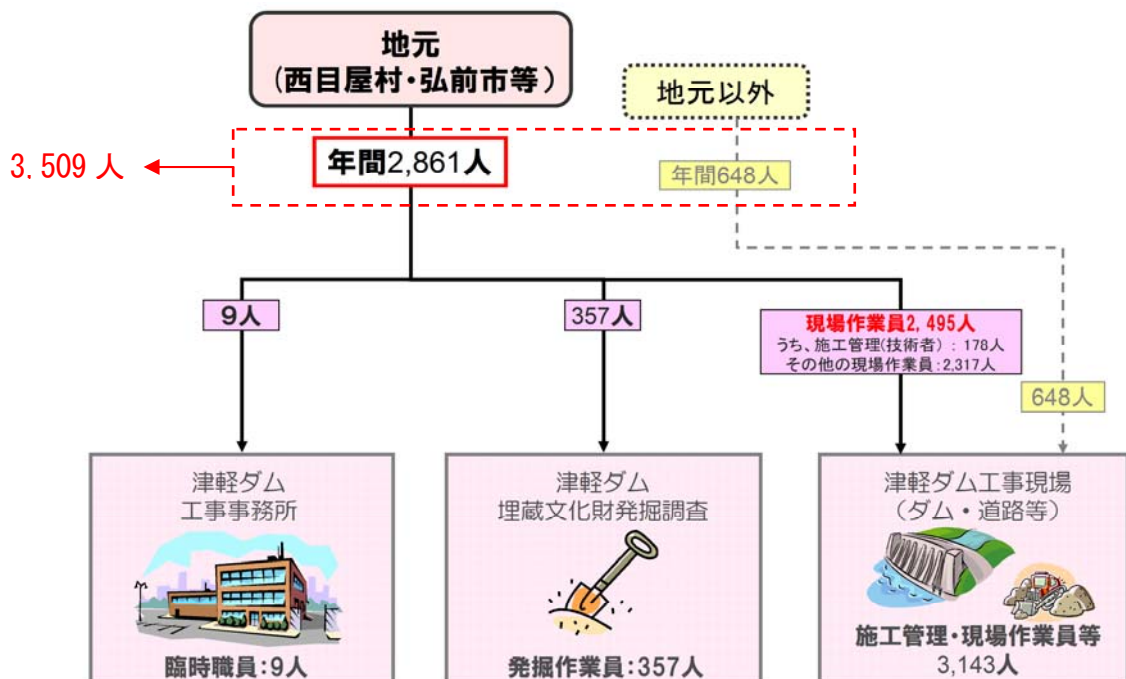 地元
（西目屋村・弘前市等）
地元以外
3.509 人
年間2,861人
年間648人
9人
357人
現場作業員2,495人
うち、施工管理(技術者) : 178人
その他の現場作業員:2,317人
648人
津軽ダム
工事事務所
臨時職員:9人
津軽ダム
埋蔵文化財発掘調査
発掘作業員:357人
津軽ダム工事現場
（ダム・道路等）
施工管理・現場作業員等
3,143人